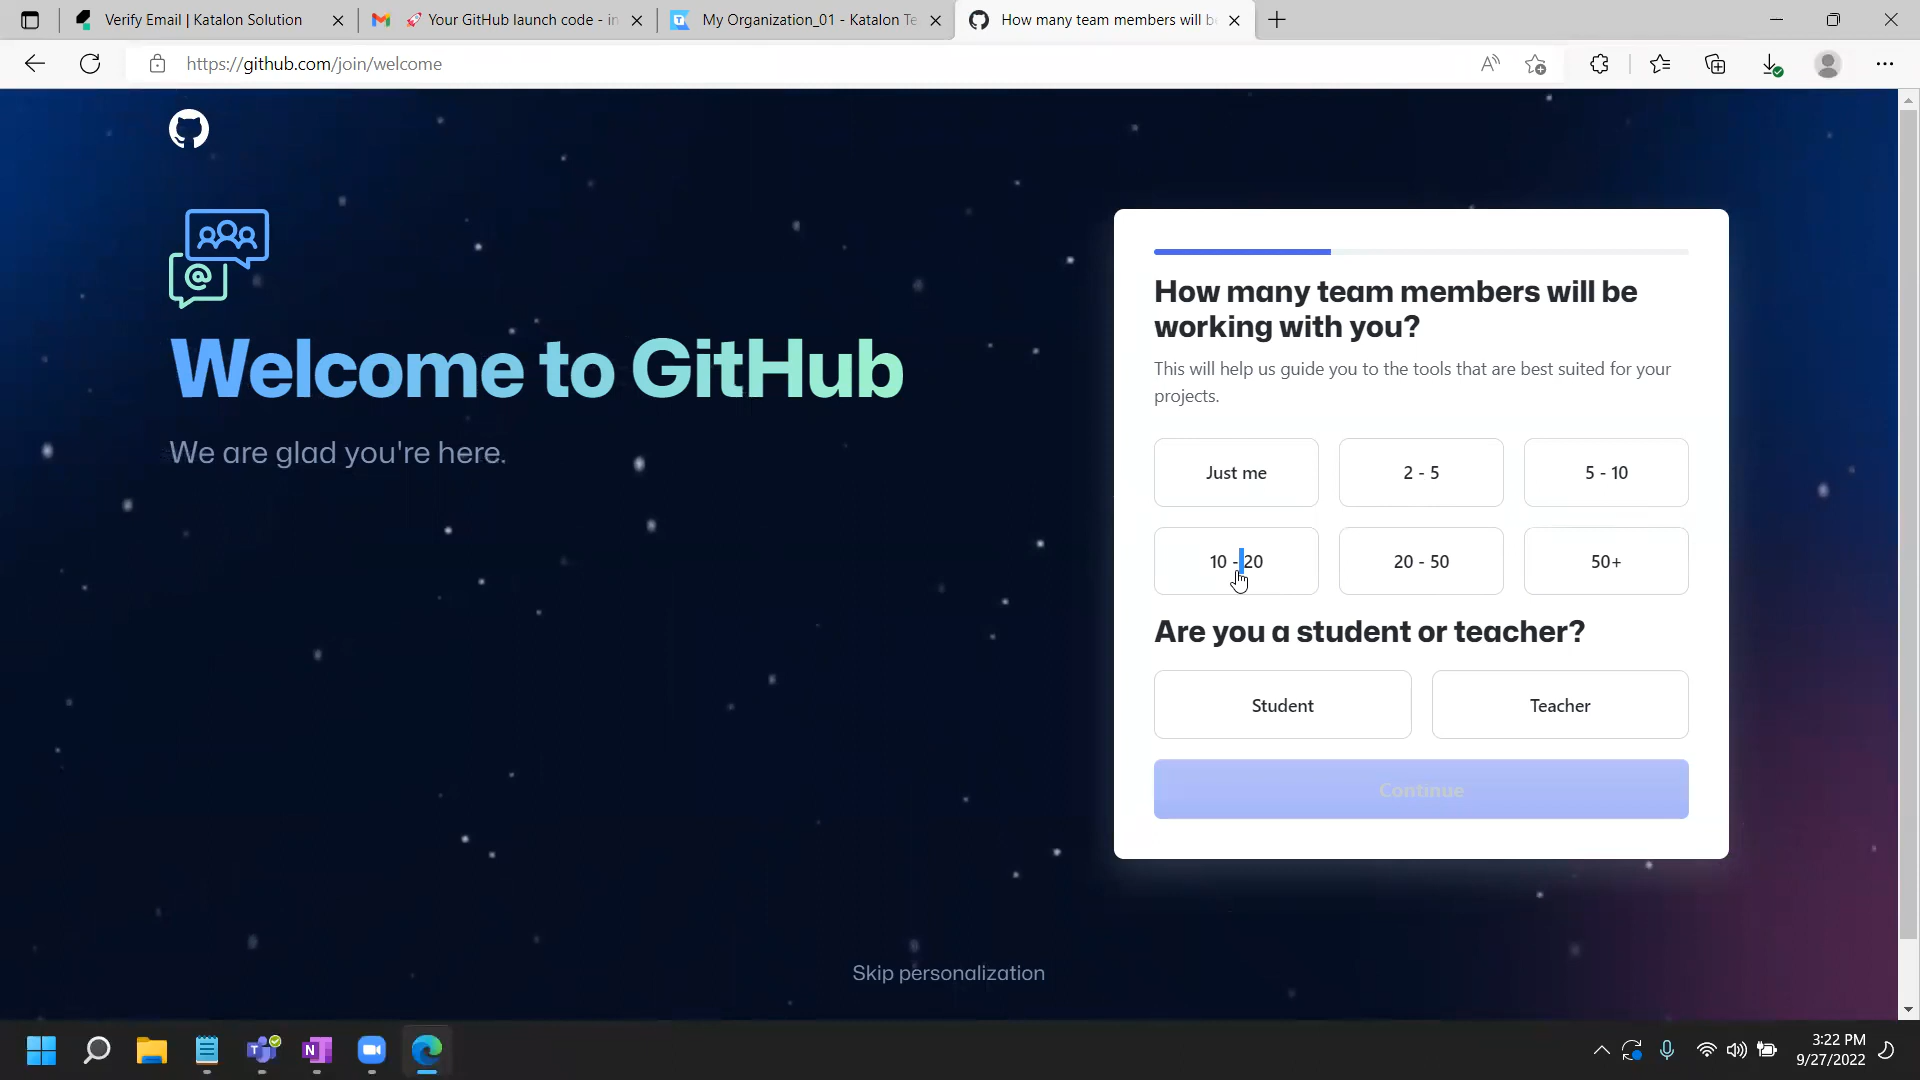 Verify Email | Katalon Solution
🚀 Your GitHub launch code - in
My Organization_01 - Katalon Te
How many team members will be
https://github.com/join/welcome
Welcome to GitHub
We are glad you're here.
How many team members will be
working with you?
This will help us guide you to the tools that are best suited for your
projects.
Just me
2 - 5
5 - 10
10 - 20
20 - 50
50+
Are you a student or teacher?
Student
Teacher
Continue
Skip personalization
3:22 PM
9/27/2022